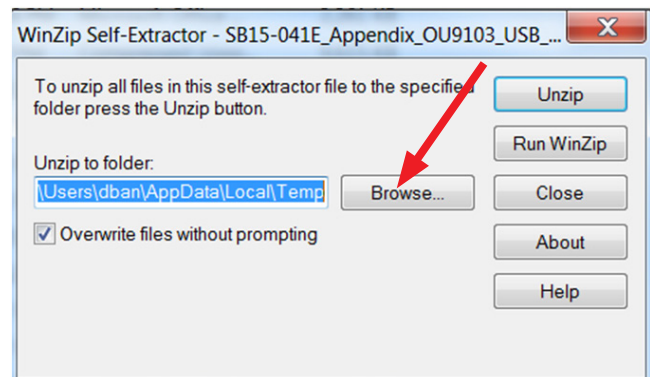 WinZip Self-Extractor - SB15-041E_Appendix_OU9103_USB_...
To unzip all files in this self-extractor file to the specified
folder press the Unzip button.
Unzip to folder:
\Users\dban\AppData\Local\Temp
Browse...
Overwrite files without prompting
Unzip
Run WinZip
Close
About
Help